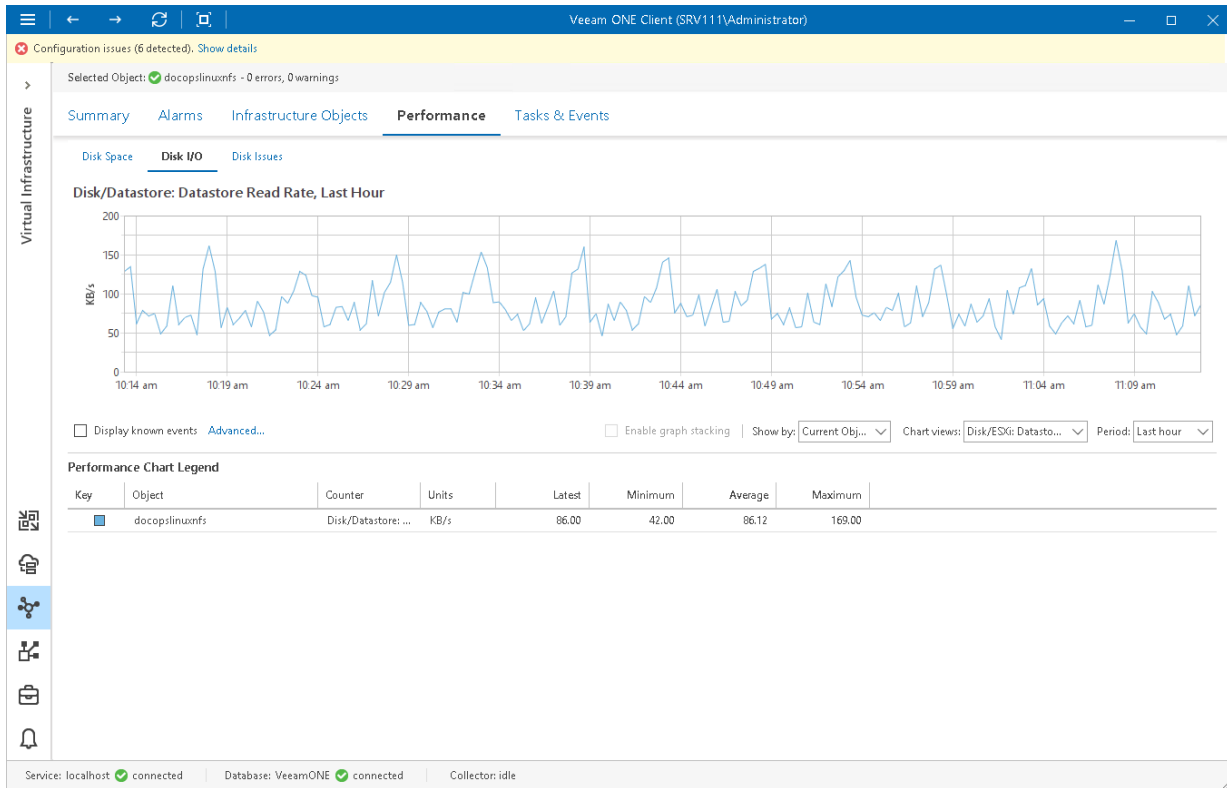 Veeam ONE Client (SRV111\Administrator)
Configuration issues (6 detected). Show details
Selected Object: docopslinuxnfs - 0 errors, 0 warnings
Virtual Infrastructure
Summary Alarms Infrastructure Objects Performance Tasks & Events
Disk Space Disk I/O Disk Issues
Disk/Datastore: Datastore Read Rate, Last Hour
200
150
100
50
0
KB/s
10:14 am 10:19 am 10:24 am 10:29 am 10:34 am 10:39 am 10:44 am 10:49 am 10:54 am 10:59 am 11:04 am 11:09 am
Display known events Advanced... Enable graph stacking Show by: Current Obj... Chart views: Disk/ESXi: Datasto... Period: Last hour
Performance Chart Legend
Key Object Counter Units Latest Minimum Average Maximum
docopslinuxnfs Disk/Datastore: ... KB/s 86.00 42.00 86.12 169.00
Service: localhost connected Database: VeeamONE connected Collector: idle